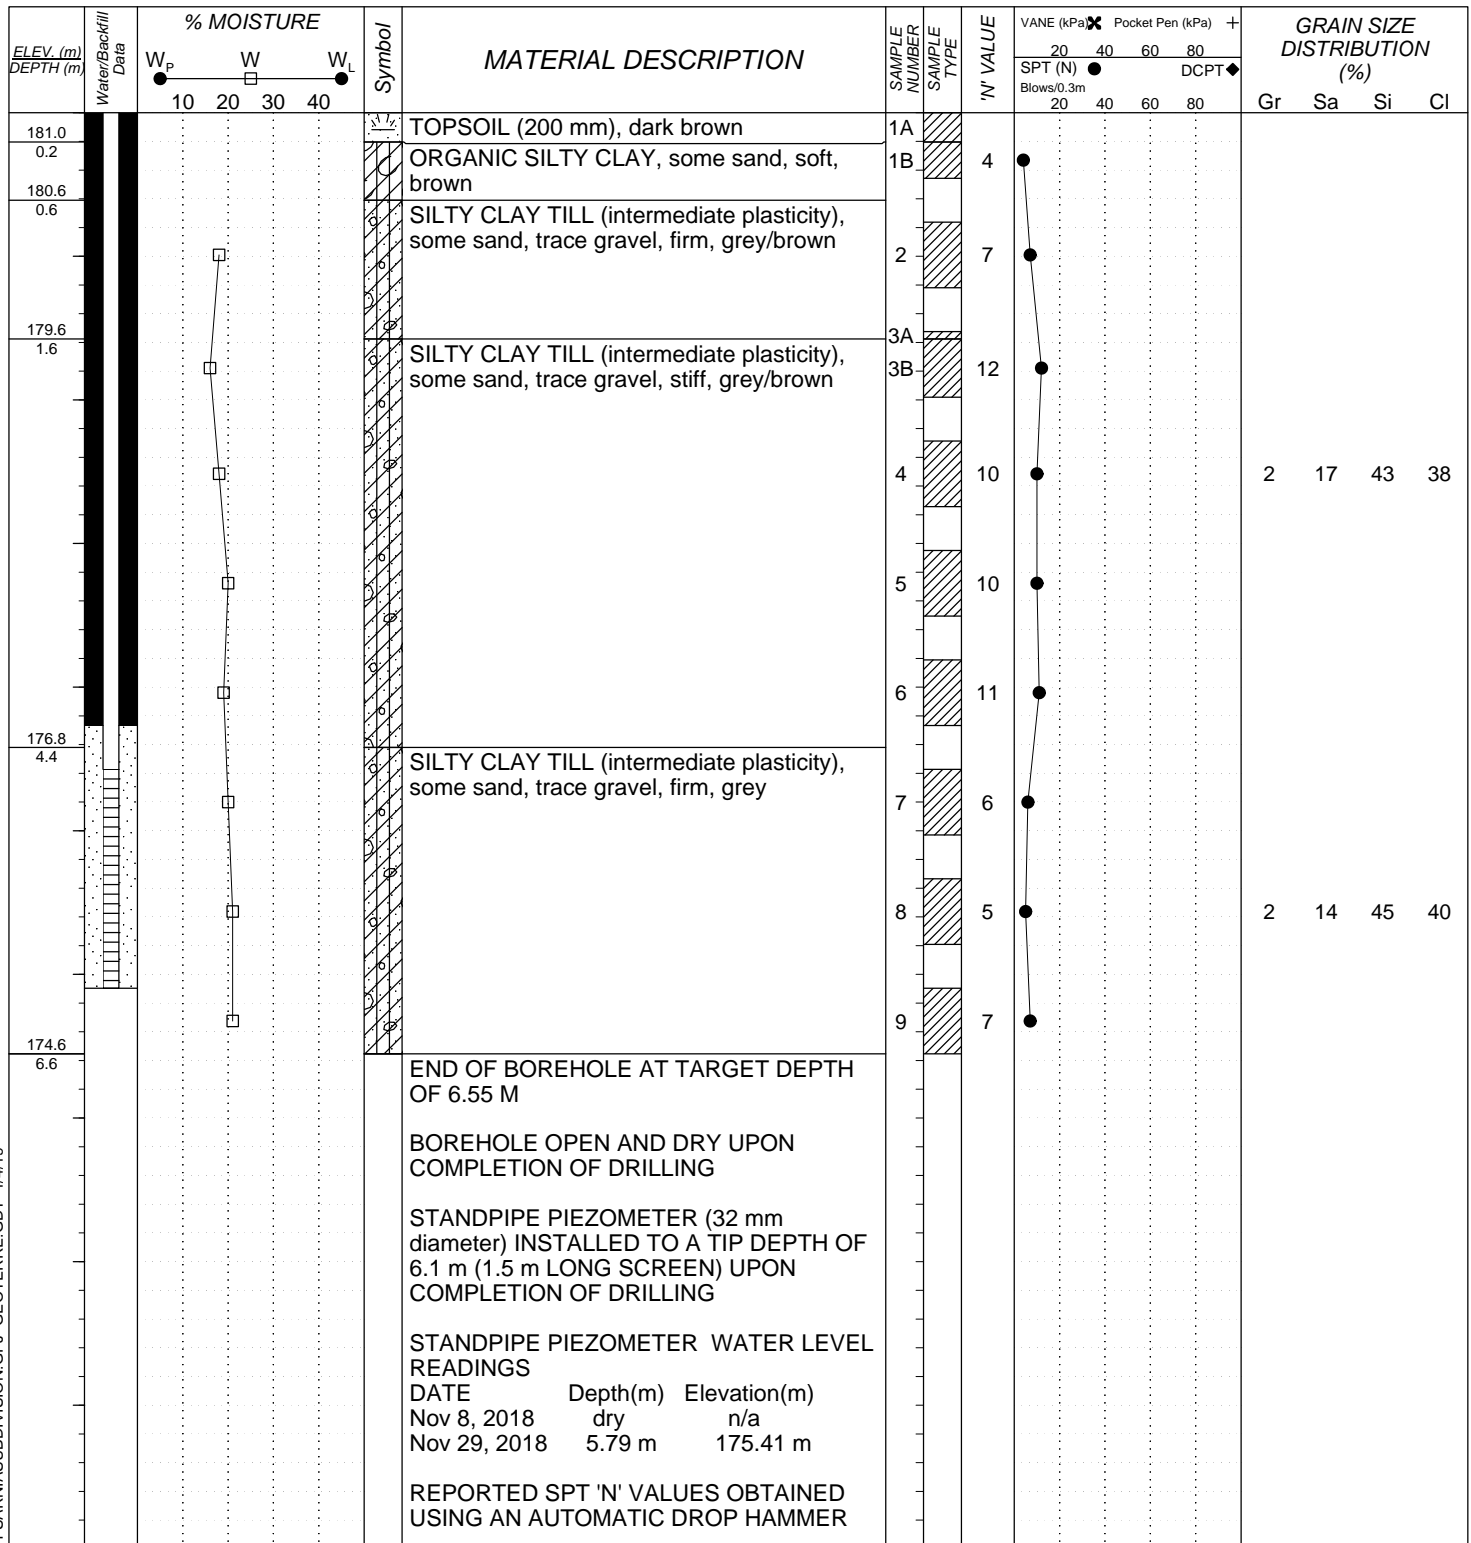 ELEV. (m)
DEPTH (m)
Water/Backfill
Data
% MOISTURE
WP W WL
10 20 30 40
Symbol
MATERIAL DESCRIPTION
SAMPLE
NUMBER
SAMPLE
TYPE
'N' VALUE
VANE (kPa) Pocket Pen (kPa) +
20 40 60 80
SPT (N) DCPT
Blows/0.3m
20 40 60 80
GRAIN SIZE
DISTRIBUTION
(%)
Gr Sa Si Cl
181.0
0.2
TOPSOIL (200 mm), dark brown
1A
ORGANIC SILTY CLAY, some sand, soft,
brown
1B 4
180.6
0.6
SILTY CLAY TILL (intermediate plasticity),
some sand, trace gravel, firm, grey/brown
2 7
179.6
1.6
3A
SILTY CLAY TILL (intermediate plasticity),
some sand, trace gravel, stiff, grey/brown
3B 12
4 10 2 17 43 38
5 10
6 11
176.8
4.4
SILTY CLAY TILL (intermediate plasticity),
some sand, trace gravel, firm, grey
7 6
8 5 2 14 45 40
9 7
174.6
6.6
END OF BOREHOLE AT TARGET DEPTH
OF 6.55 M
BOREHOLE OPEN AND DRY UPON
COMPLETION OF DRILLING
STANDPIPE PIEZOMETER (32 mm
diameter) INSTALLED TO A TIP DEPTH OF
6.1 m (1.5 m LONG SCREEN) UPON
COMPLETION OF DRILLING
STANDPIPE PIEZOMETER WATER LEVEL
READINGS
DATE Depth(m) Elevation(m)
Nov 8, 2018 dry n/a
Nov 29, 2018 5.79 m 175.41 m
REPORTED SPT 'N' VALUES OBTAINED
USING AN AUTOMATIC DROP HAMMER